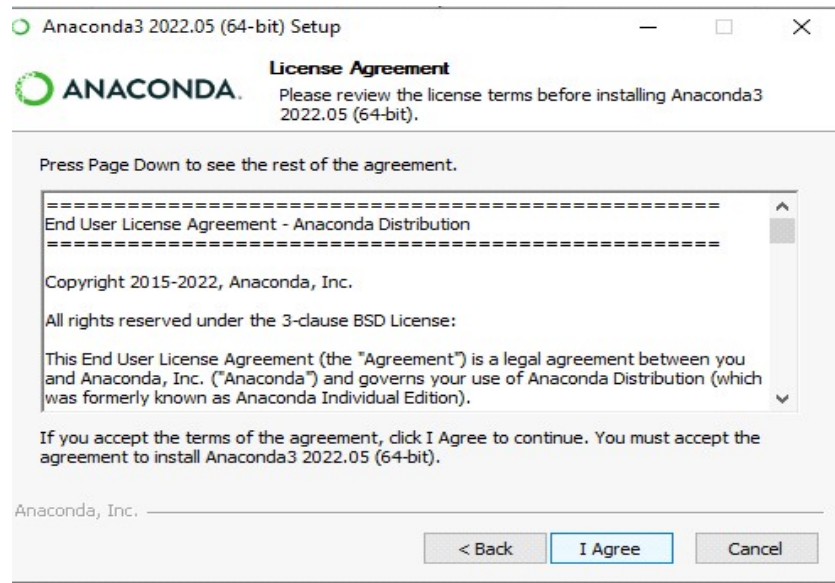 Anaconda3 2022.05 (64-bit) Setup
ANACONDA.
License Agreement
Please review the license terms before installing Anaconda3
2022.05 (64-bit).
Press Page Down to see the rest of the agreement.
==================================================
End User License Agreement - Anaconda Distribution
==================================================
Copyright 2015-2022, Anaconda, Inc.
All rights reserved under the 3-clause BSD License:
This End User License Agreement (the "Agreement") is a legal agreement between you
and Anaconda, Inc. ("Anaconda") and governs your use of Anaconda Distribution (which
was formerly known as Anaconda Individual Edition).
If you accept the terms of the agreement, click I Agree to continue. You must accept the
agreement to install Anaconda3 2022.05 (64-bit).
Anaconda, Inc.
< Back I Agree Cancel